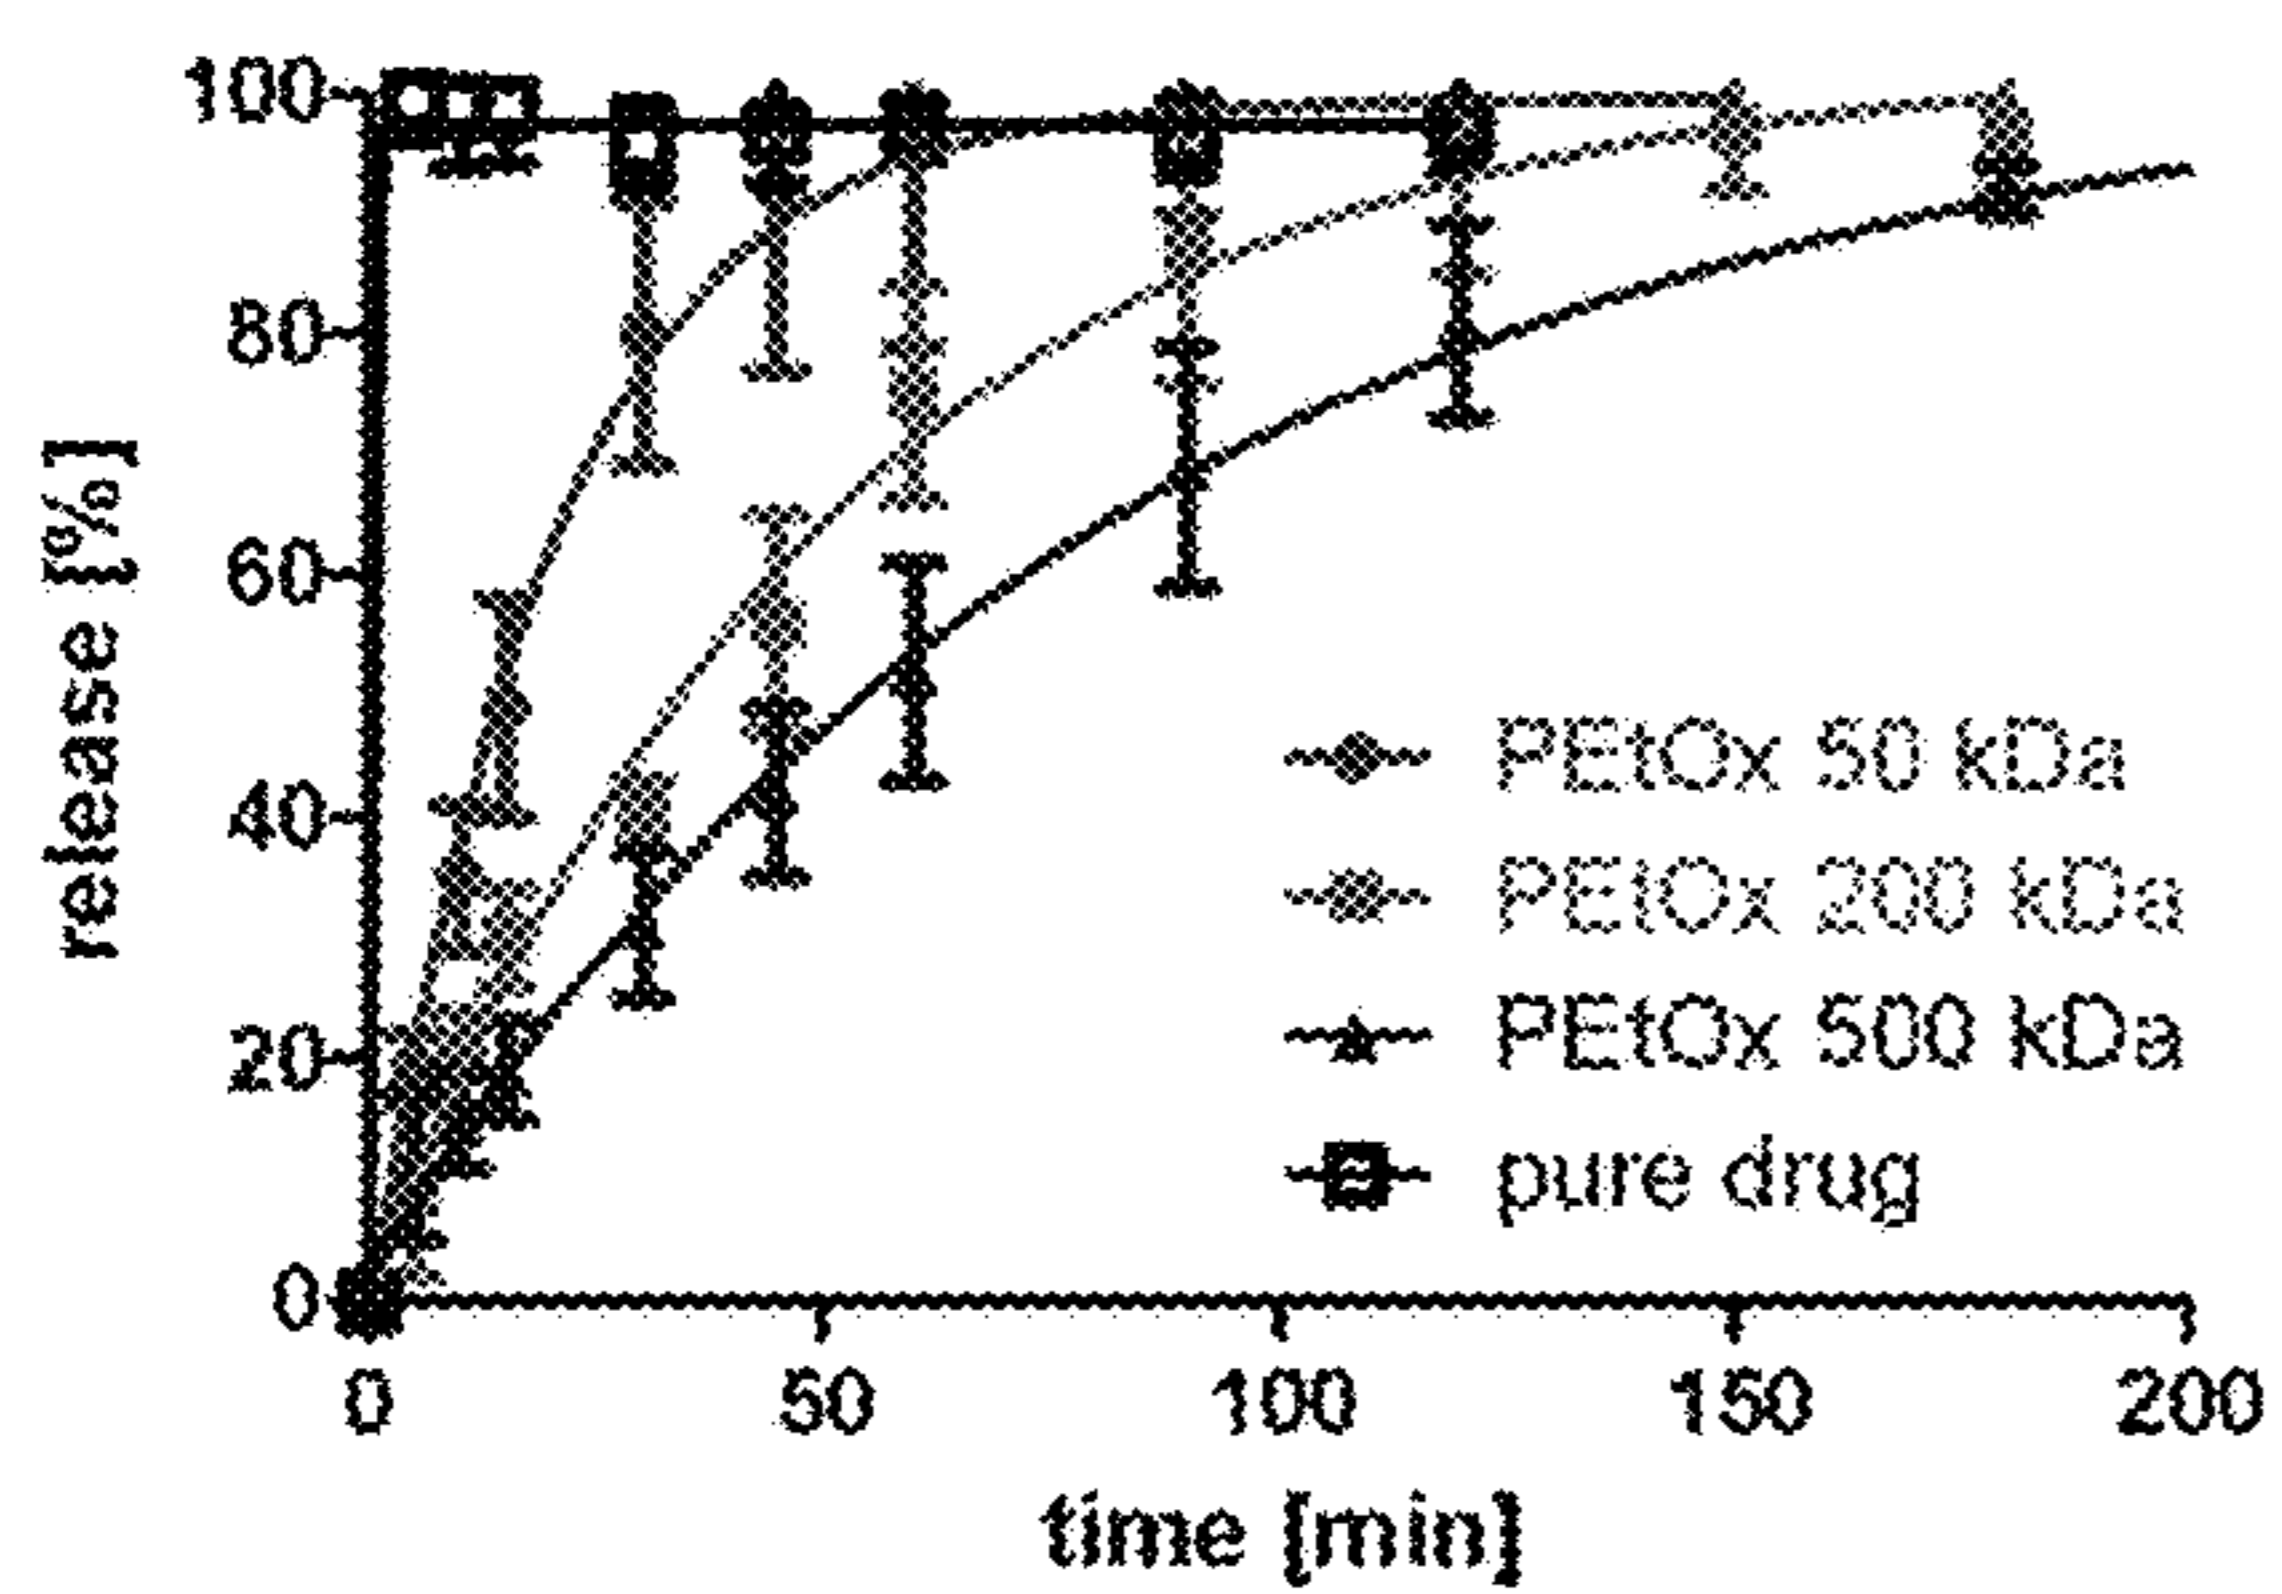 100
80
60
40
20
0
release [%]
PEtOx 50 kDa
PEtOx 200 kDa
PEtOx 500 kDa
pure drug
0 50 100 150 200
time [min]